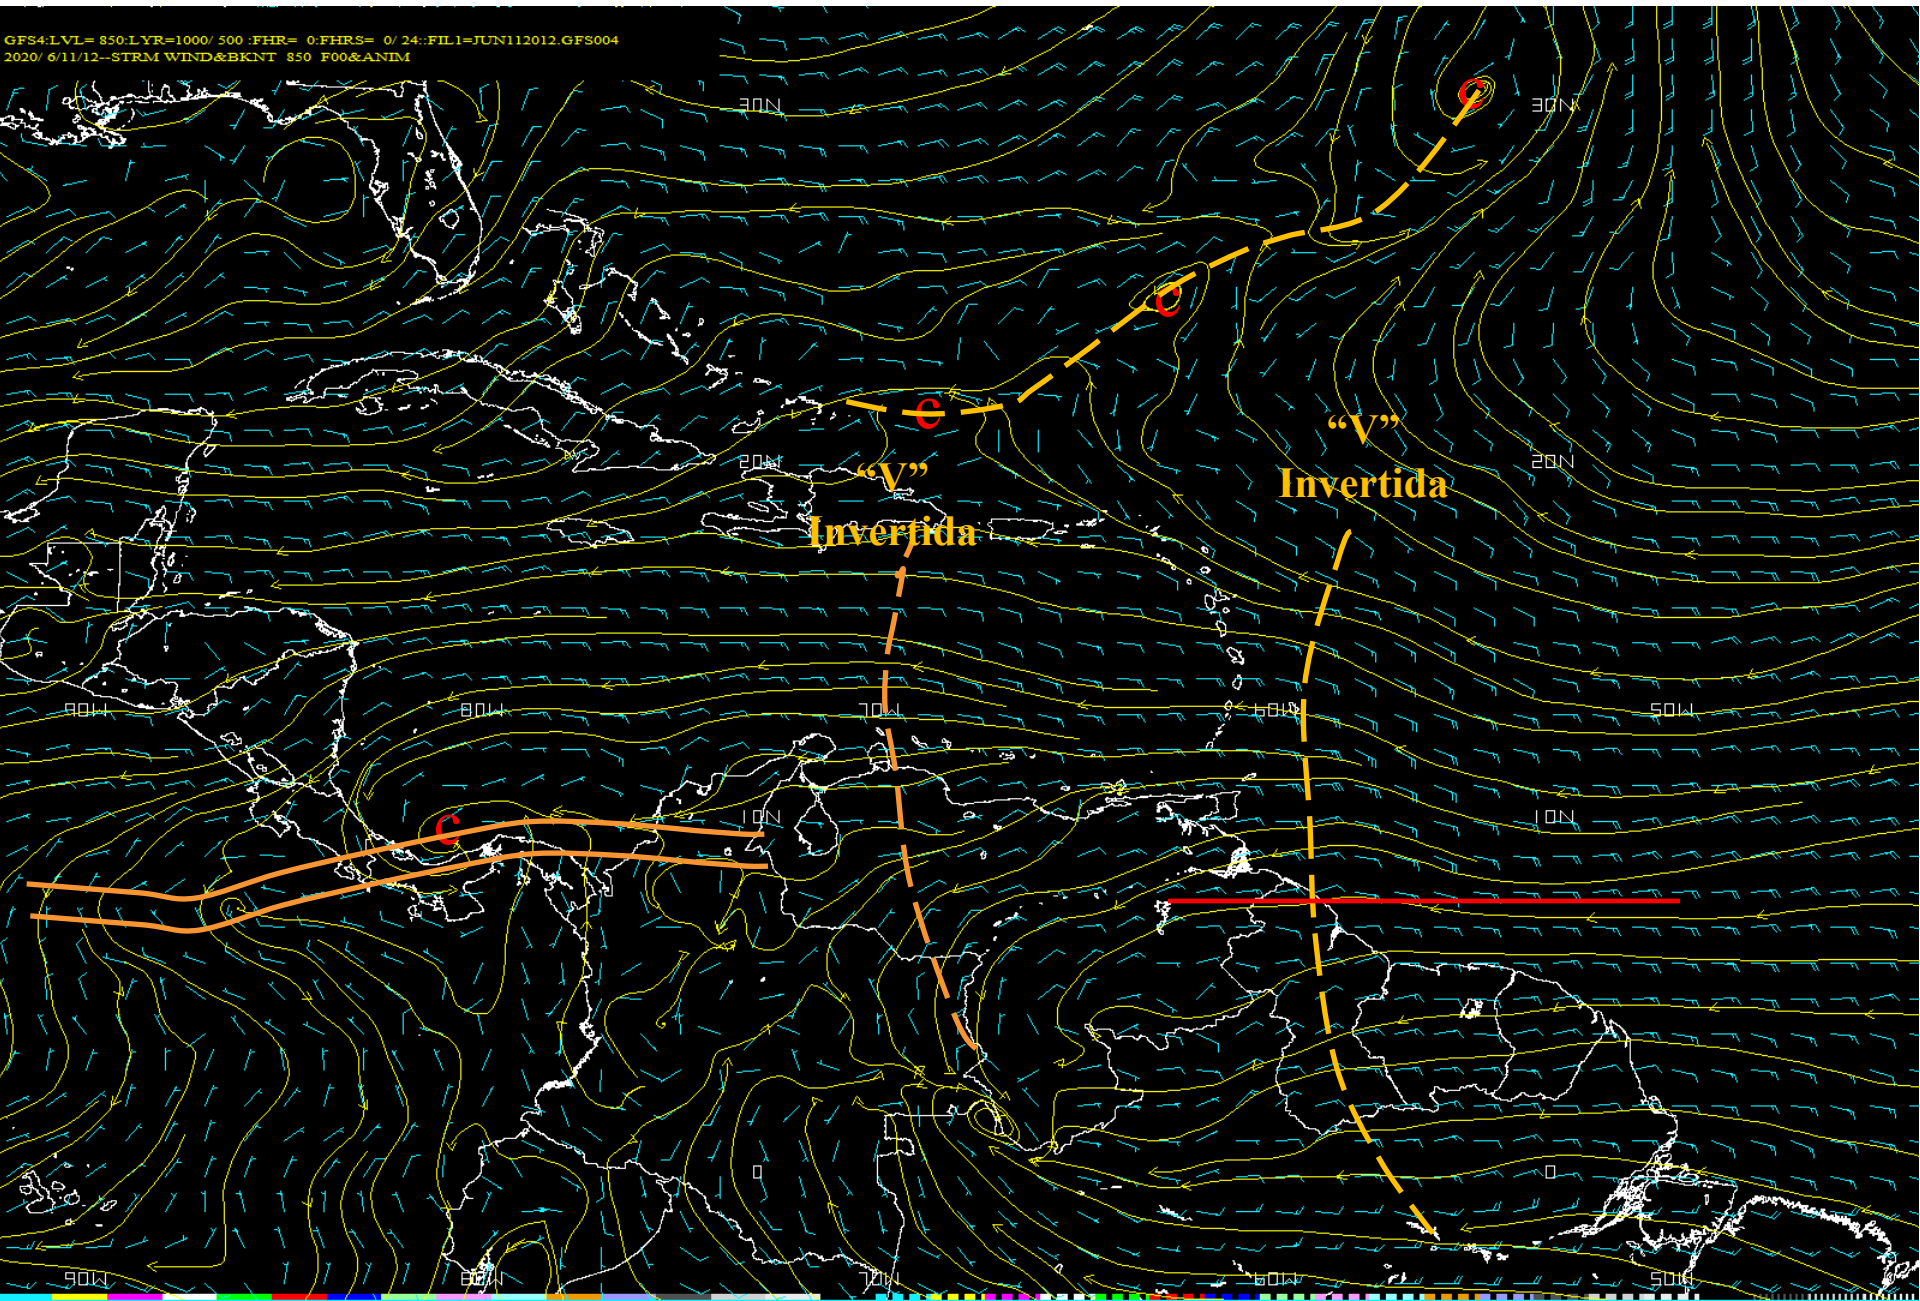 GFS4:LVL= 850:LYR=1000/ 500 :FHR= 0:FHRS= 0/ 24::FIL1=JUN112012.GFS004
2020/ 6/11/12--STRM WIND&BKNT 850 F00&ANIM
30N 30N
C
C
C
“V”
Invertida
“V”
Invertida
20N 20N
90W 80W 70W 60W 50W
C
10N 10N
0 0
90W 80W 70W 60W 50W